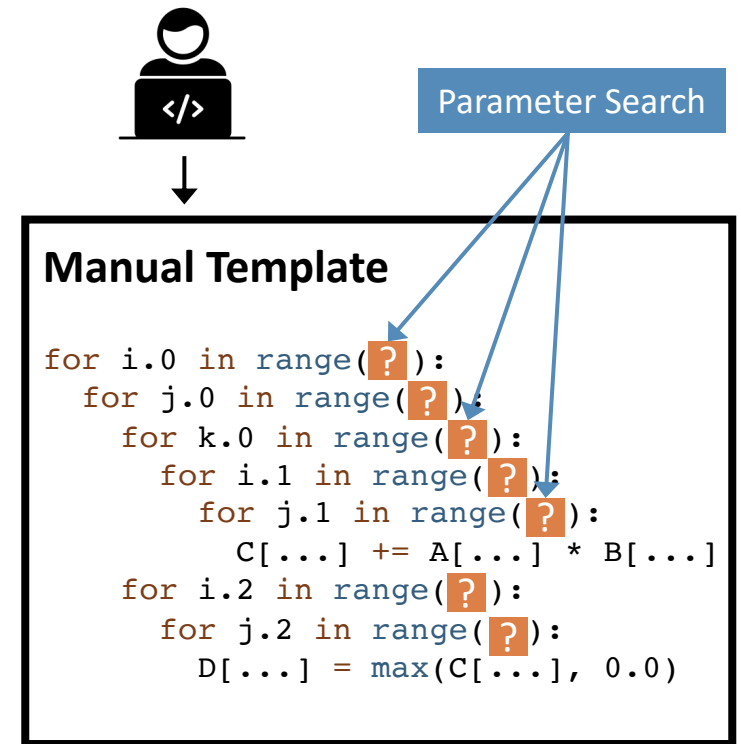 </>
Parameter Search
Manual Template
for i.0 in range(?):
  for j.0 in range(?):
    for k.0 in range(?):
      for i.1 in range(?):
        for j.1 in range(?):
          C[...] += A[...] * B[...]
    for i.2 in range(?):
      for j.2 in range(?):
        D[...] = max(C[...], 0.0)